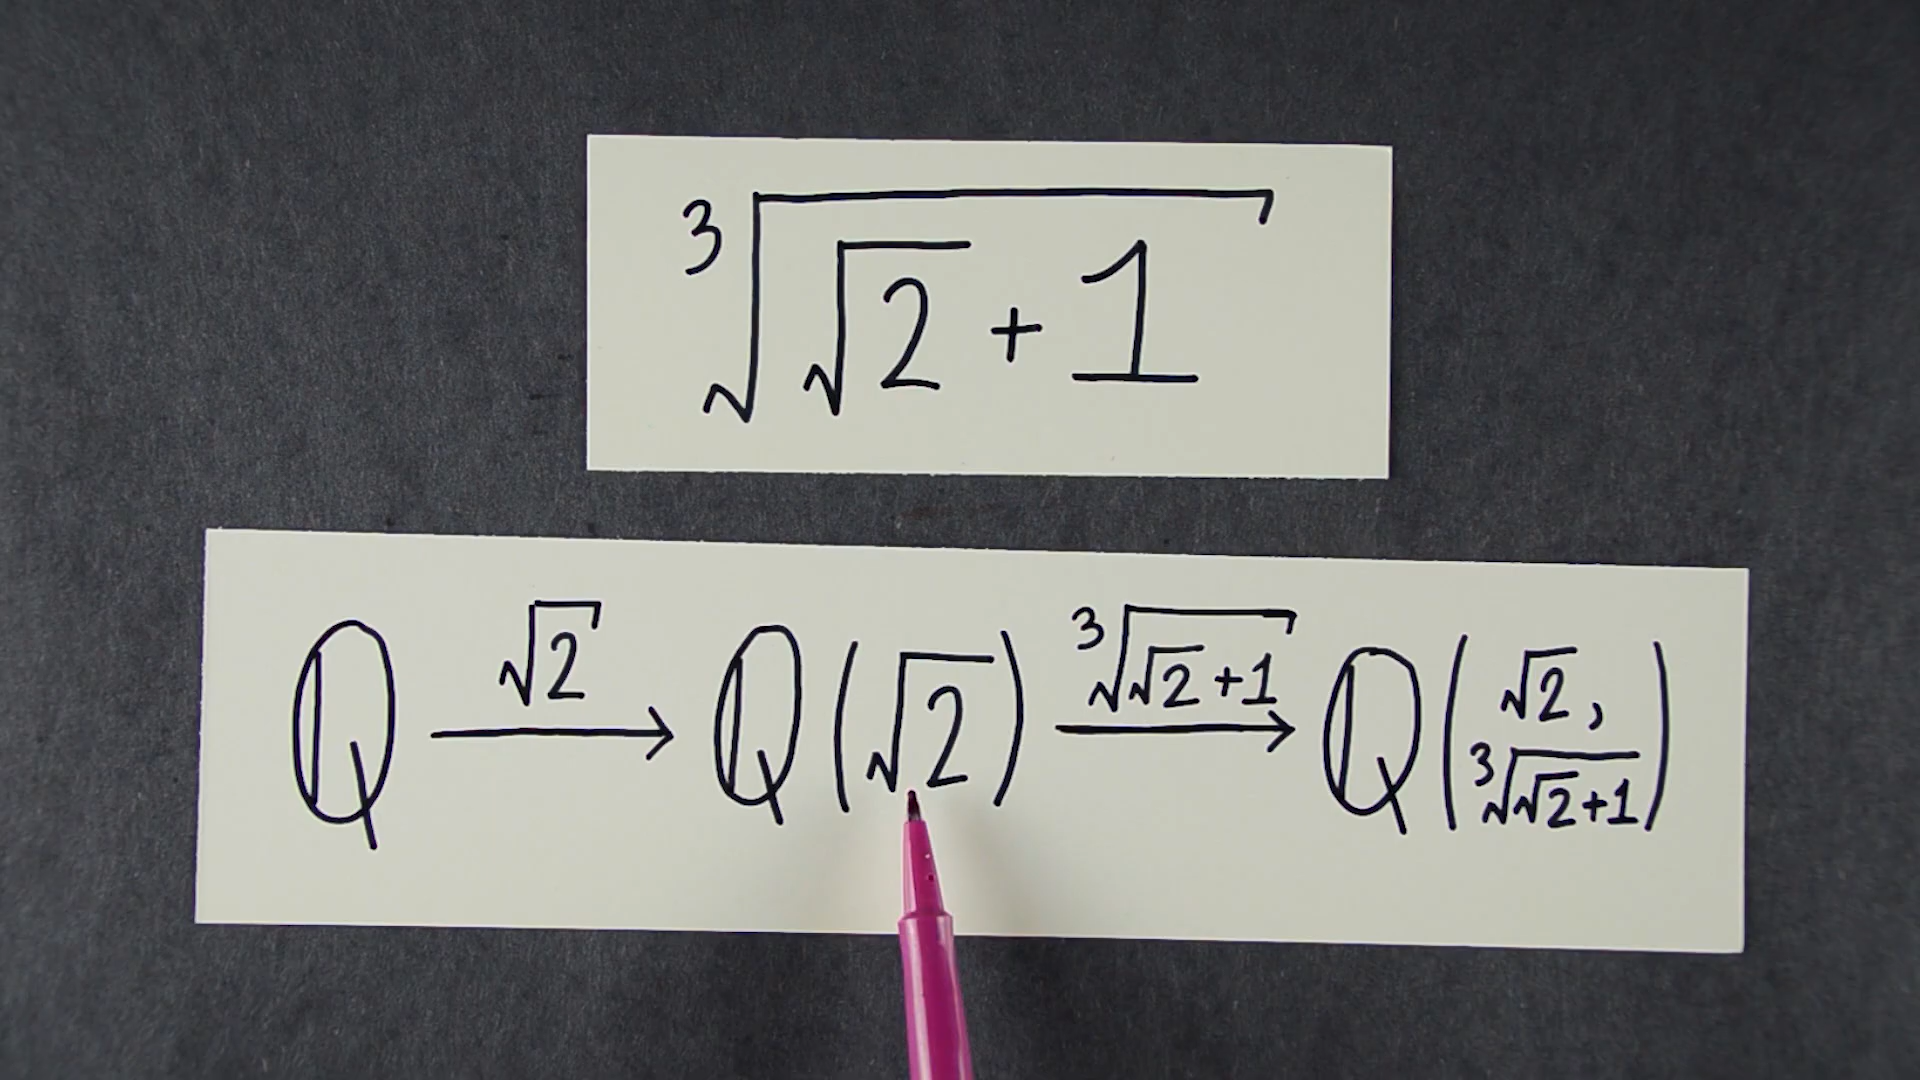 ∛(√2 + 1)
ℚ —√2→ ℚ(√2) —∛(√2+1)→ ℚ(√2, ∛(√2+1))